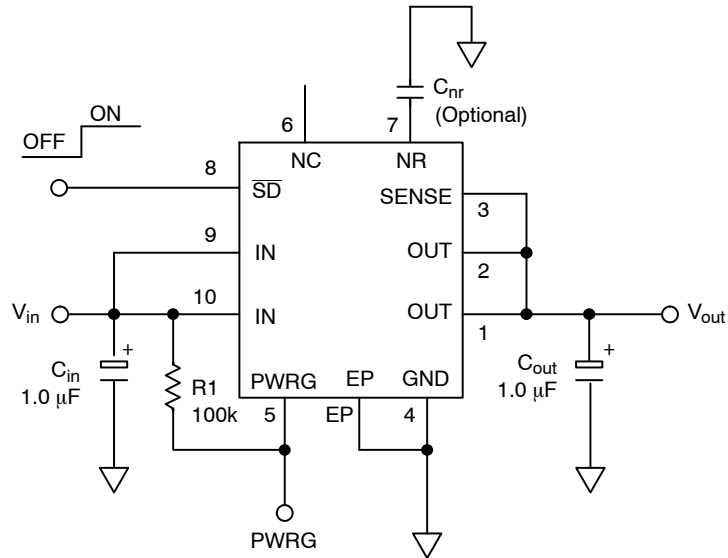 C_nr
(Optional)
ON
OFF
6
7
NC
NR
8
SD
SENSE
3
9
IN
OUT
2
V_in
10
IN
OUT
1
V_out
+
C_in
1.0 μF
R1
100k
PWRG
EP
GND
5
EP
4
C_out
1.0 μF
+
PWRG